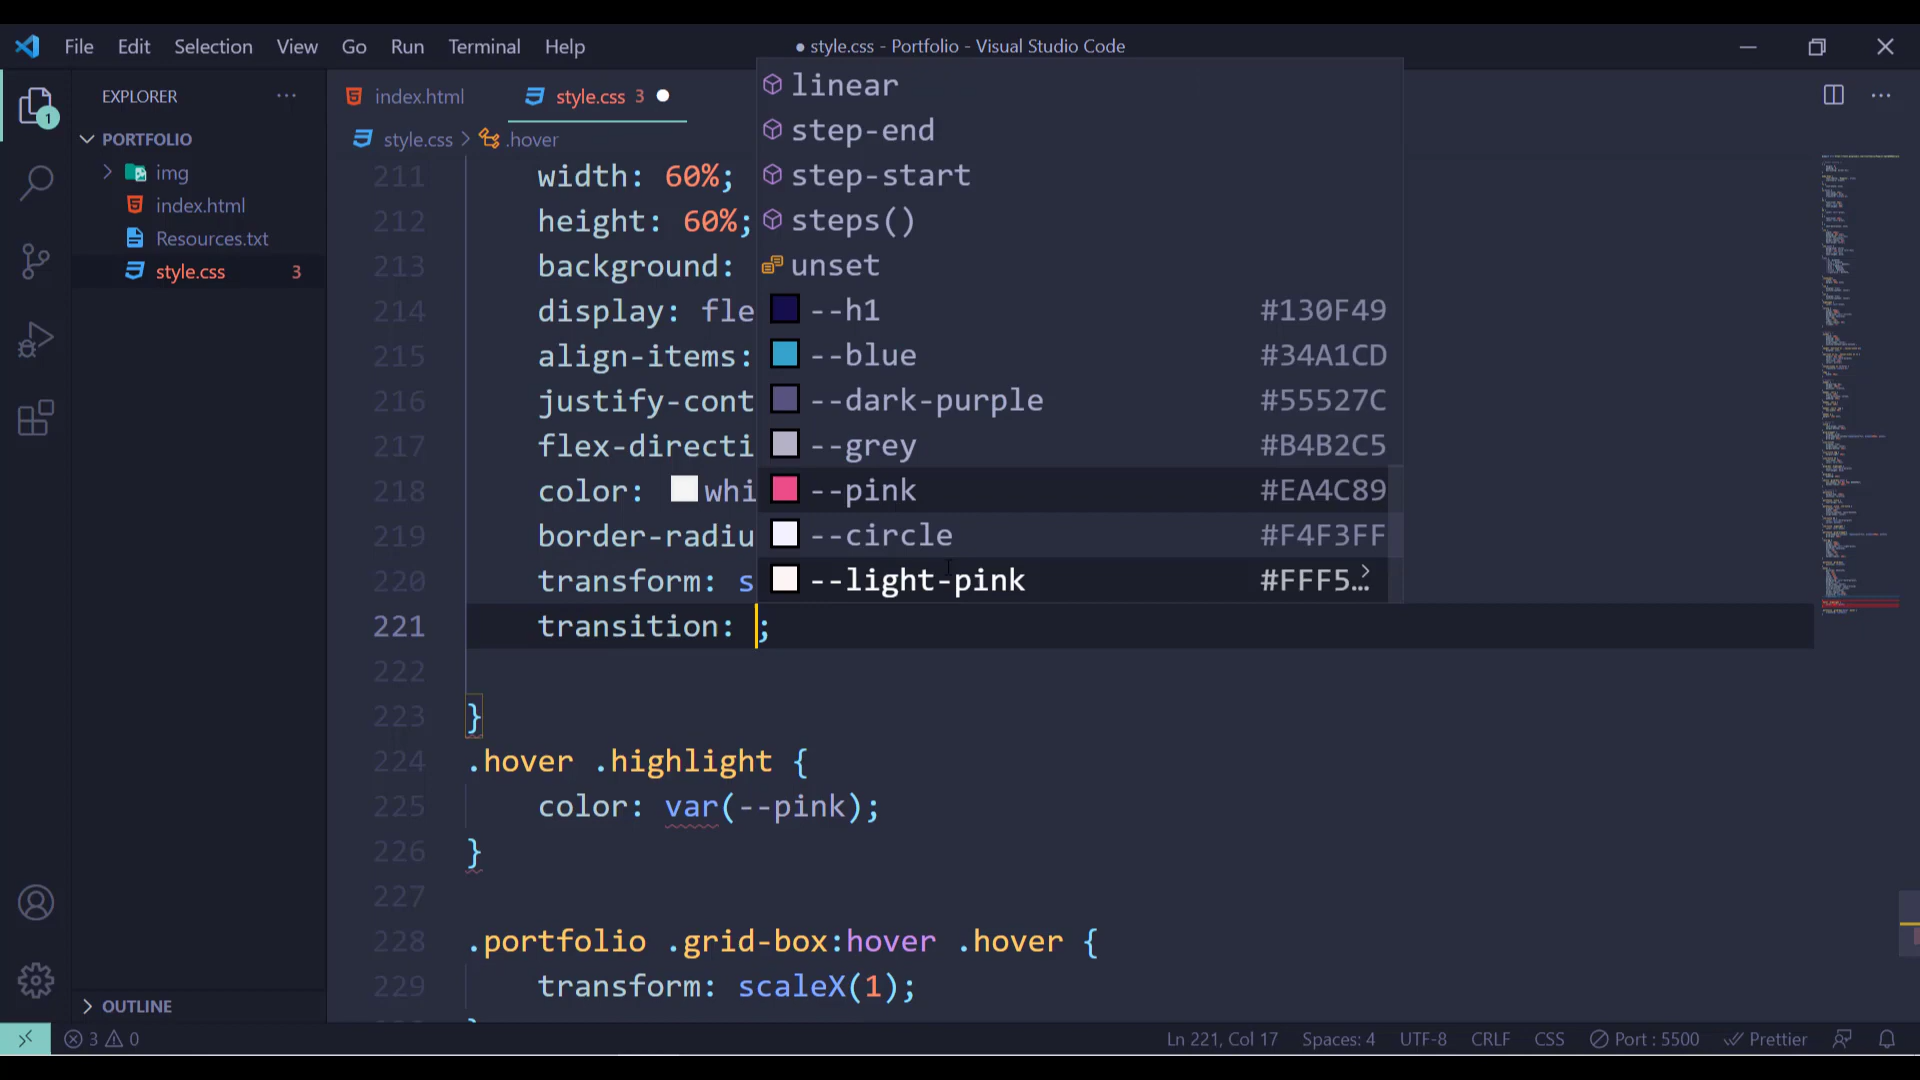 File Edit Selection View Go Run Terminal Help
● style.css - Portfolio - Visual Studio Code
EXPLORER
PORTFOLIO
img
index.html
Resources.txt
style.css 3
OUTLINE
1
index.html
style.css 3
style.css > .hover
211 width: 60%;
212 height: 60%;
213 background:
214 display: fle
215 align-items:
216 justify-cont
217 flex-directi
218 color: whi
219 border-radiu
220 transform: s
221 transition: ;
222
223 }
224 .hover .highlight {
225 color: var(--pink);
226 }
227
228 .portfolio .grid-box:hover .hover {
229 transform: scaleX(1);
linear
step-end
step-start
steps()
unset
--h1 #130F49
--blue #34A1CD
--dark-purple #55527C
--grey #B4B2C5
--pink #EA4C89
--circle #F4F3FF
--light-pink #FFF5…
3 0
Ln 221, Col 17 Spaces: 4 UTF-8 CRLF CSS Port : 5500 Prettier